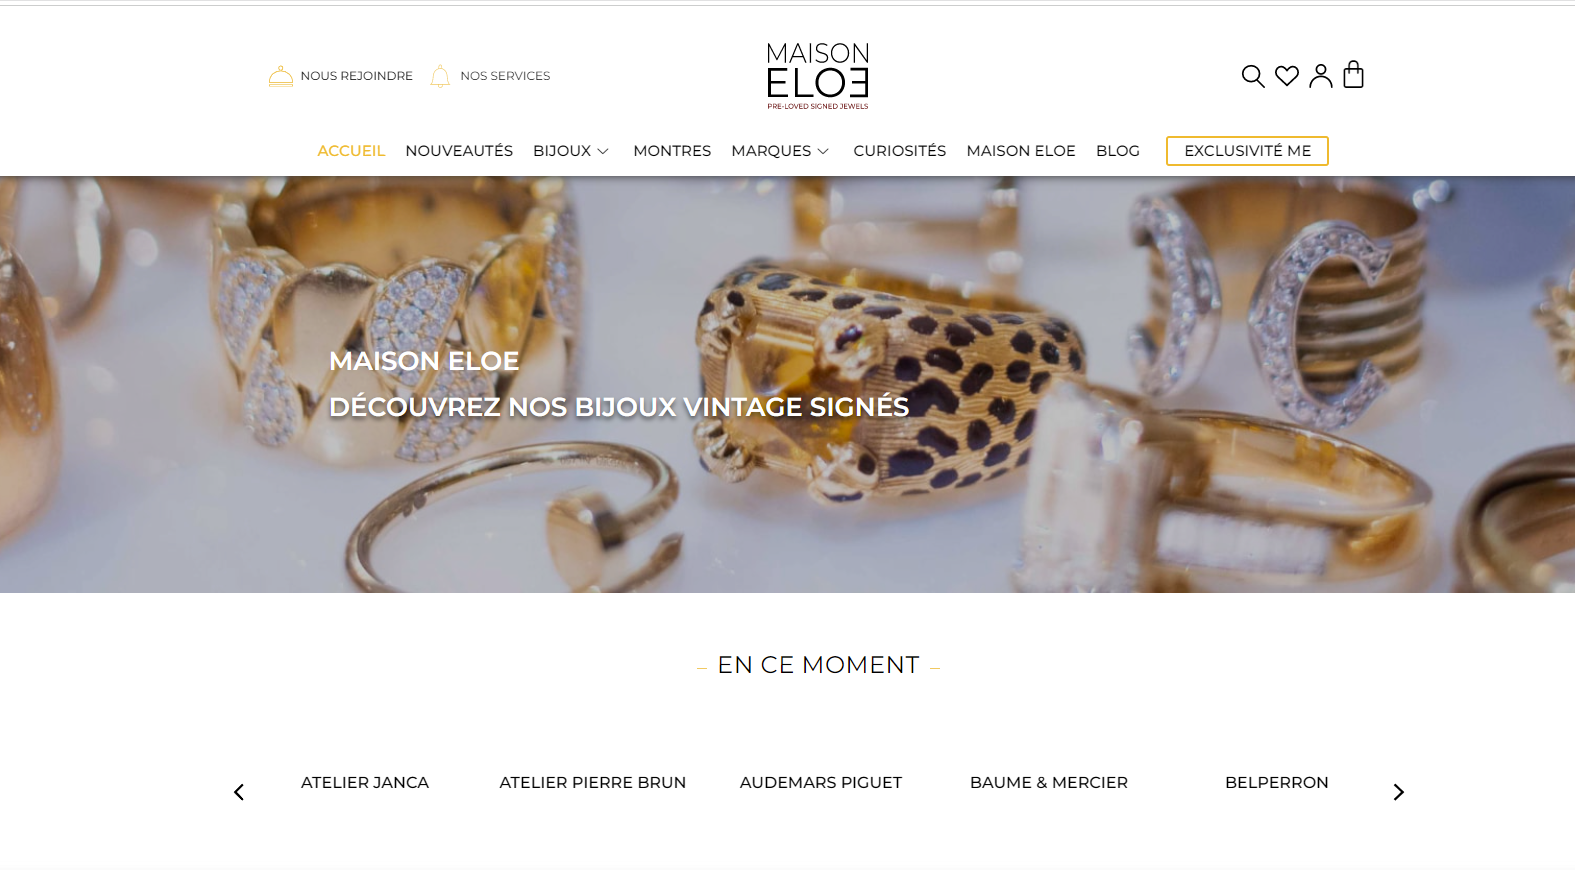 NOUS REJOINDRE
NOS SERVICES
MAISON
ELOE
PRE-LOVED SIGNED JEWELS
ACCUEIL
NOUVEAUTÉS
BIJOUX
MONTRES
MARQUES
CURIOSITÉS
MAISON ELOE
BLOG
EXCLUSIVITÉ ME
MAISON ELOE
DÉCOUVREZ NOS BIJOUX VINTAGE SIGNÉS
EN CE MOMENT
ATELIER JANCA
ATELIER PIERRE BRUN
AUDEMARS PIGUET
BAUME & MERCIER
BELPERRON